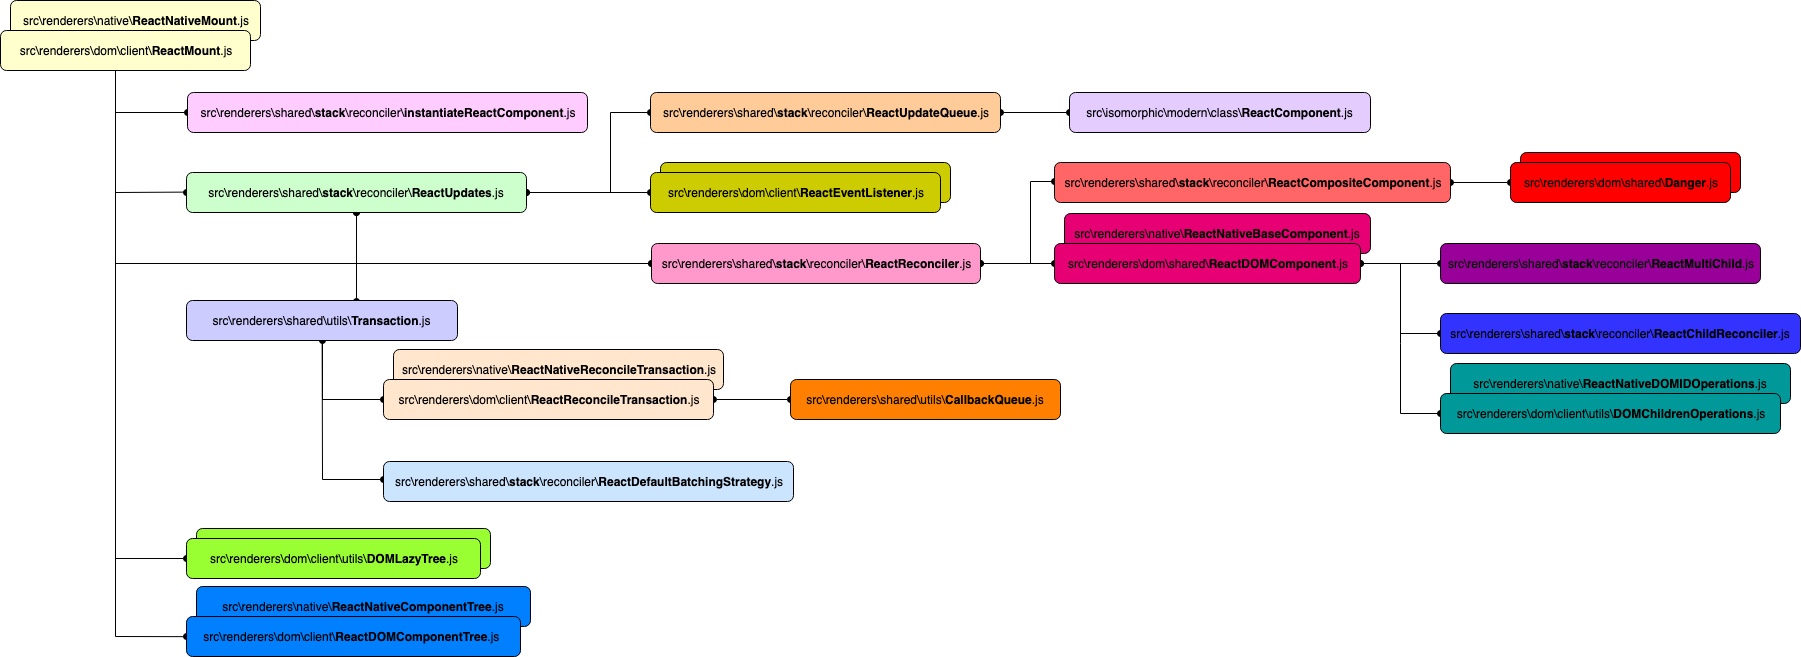 src\renderers\native\ReactNativeMount.js
src\renderers\dom\client\ReactMount.js
src\renderers\shared\stack\reconciler\instantiateReactComponent.js
src\renderers\shared\stack\reconciler\ReactUpdateQueue.js
src\isomorphic\modern\class\ReactComponent.js
src\renderers\shared\stack\reconciler\ReactUpdates.js
src\renderers\dom\client\ReactEventListener.js
src\renderers\shared\stack\reconciler\ReactCompositeComponent.js
src\renderers\dom\shared\Danger.js
src\renderers\native\ReactNativeBaseComponent.js
src\renderers\shared\stack\reconciler\ReactReconciler.js
src\renderers\dom\shared\ReactDOMComponent.js
src\renderers\shared\stack\reconciler\ReactMultiChild.js
src\renderers\shared\utils\Transaction.js
src\renderers\shared\stack\reconciler\ReactChildReconciler.js
src\renderers\native\ReactNativeReconcileTransaction.js
src\renderers\native\ReactNativeDOMIDOperations.js
src\renderers\dom\client\ReactReconcileTransaction.js
src\renderers\shared\utils\CallbackQueue.js
src\renderers\dom\client\utils\DOMChildrenOperations.js
src\renderers\shared\stack\reconciler\ReactDefaultBatchingStrategy.js
src\renderers\dom\client\utils\DOMLazyTree.js
src\renderers\native\ReactNativeComponentTree.js
src\renderers\dom\client\ReactDOMComponentTree.js